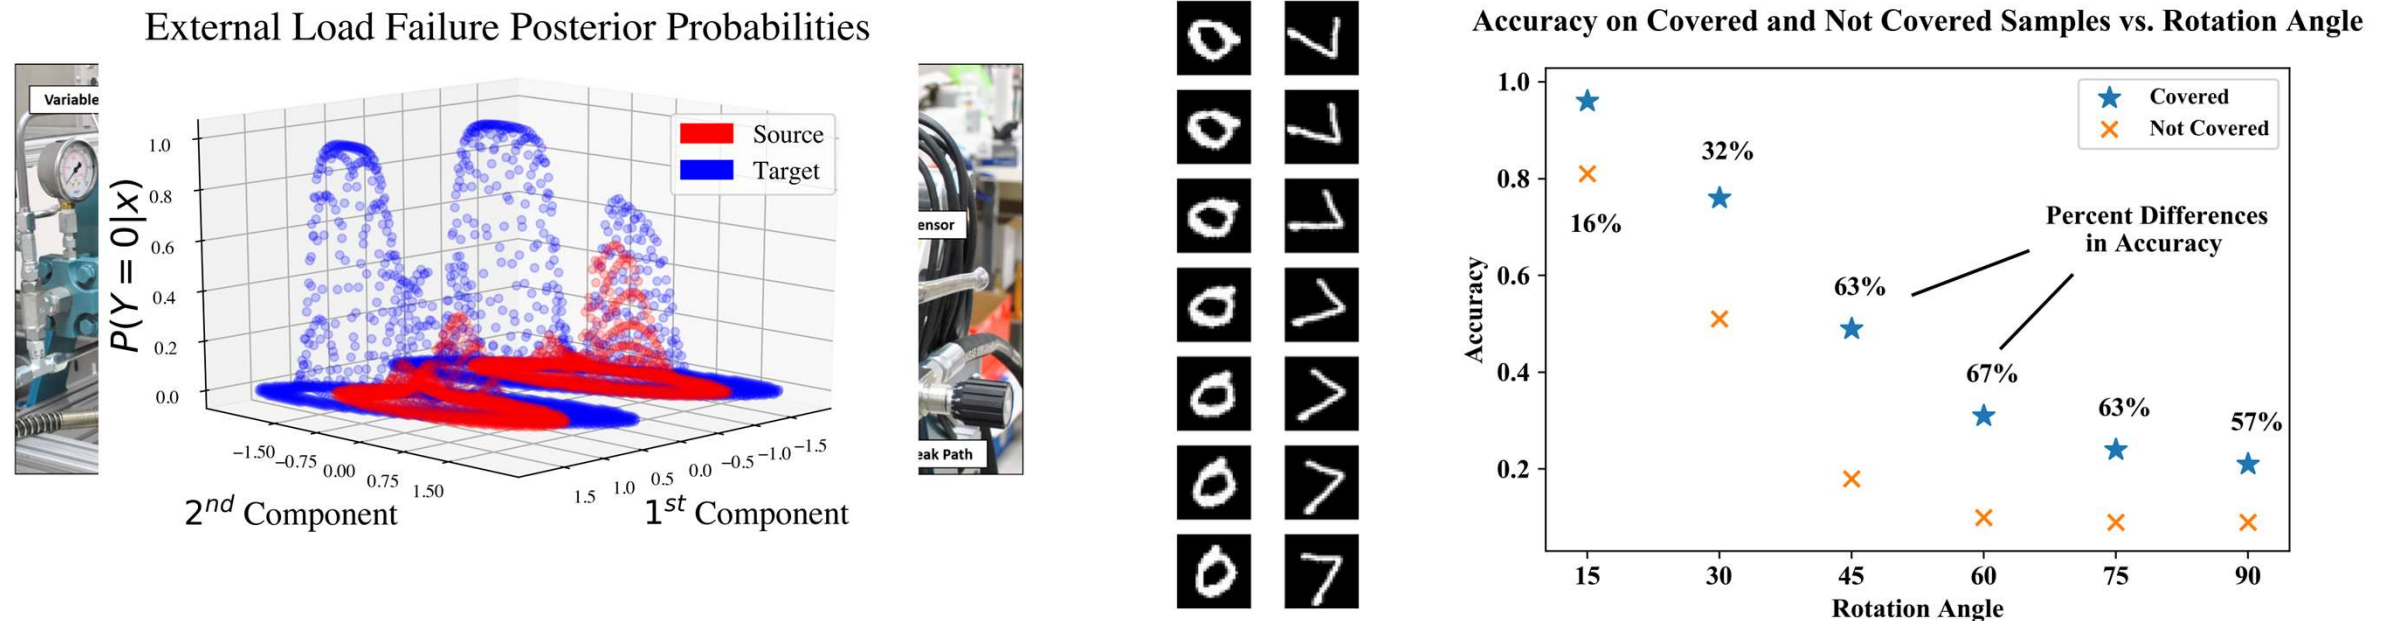 External Load Failure Posterior Probabilities
Variable
ensor
eak Path
Source
Target
P(Y = 0|x)
1.0
0.8
0.6
0.4
0.2
0.0
−1.50
−0.75
0.00
0.75
1.50
2nd Component
1.5
1.0
0.5
0.0
−0.5
−1.0
−1.5
1st Component
Accuracy on Covered and Not Covered Samples vs. Rotation Angle
Covered
Not Covered
Accuracy
1.0
0.8
0.6
0.4
0.2
16%
32%
63%
67%
63%
57%
Percent Differences
in Accuracy
15
30
45
60
75
90
Rotation Angle